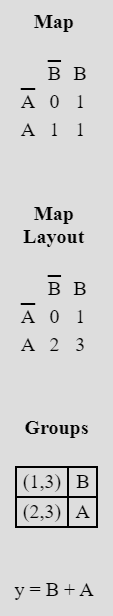 Map
B̅ B
A̅ 0 1
A 1 1
Map
Layout
B̅ B
A̅ 0 1
A 2 3
Groups
(1,3) B
(2,3) A
y = B + A